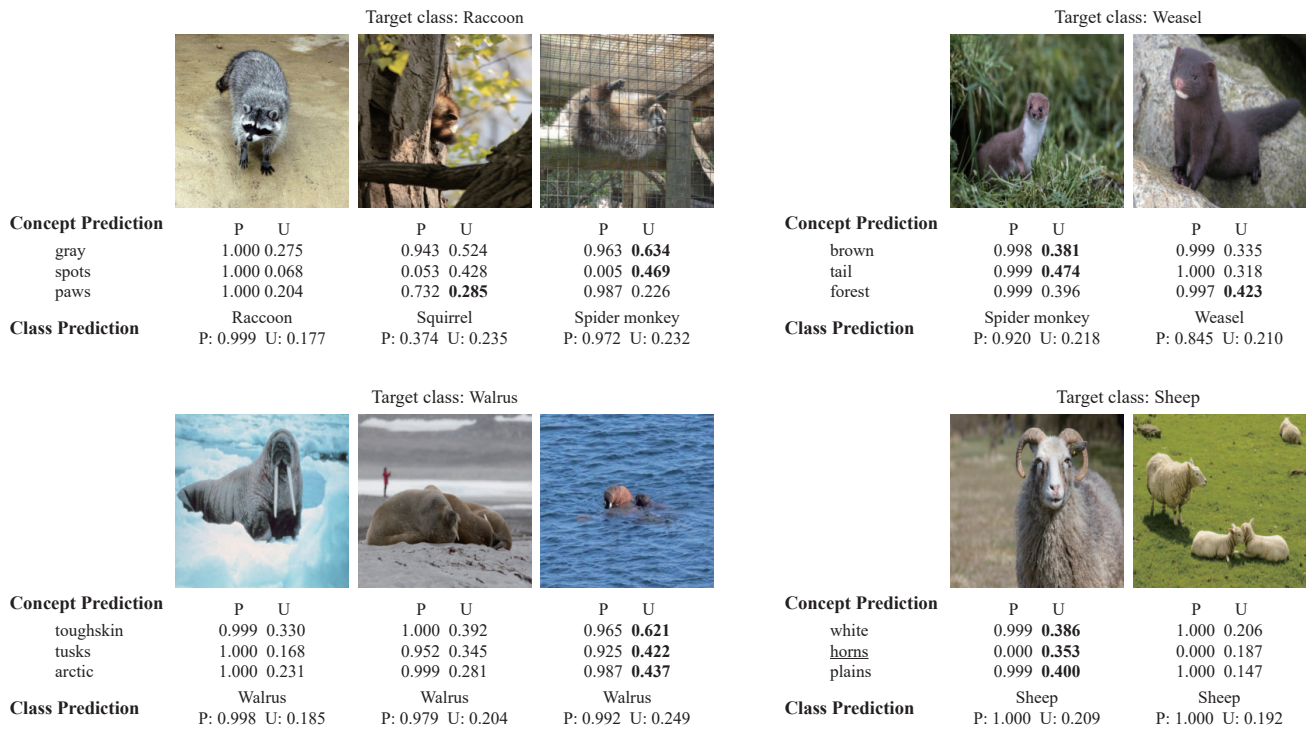 Target class: Raccoon
Concept Prediction P U P U P U
gray 1.000 0.275 0.943 0.524 0.963 0.634
spots 1.000 0.068 0.053 0.428 0.005 0.469
paws 1.000 0.204 0.732 0.285 0.987 0.226
Class Prediction Raccoon Squirrel Spider monkey
P: 0.999 U: 0.177 P: 0.374 U: 0.235 P: 0.972 U: 0.232
Target class: Weasel
Concept Prediction P U P U
brown 0.998 0.381 0.999 0.335
tail 0.999 0.474 1.000 0.318
forest 0.999 0.396 0.997 0.423
Class Prediction Spider monkey Weasel
P: 0.920 U: 0.218 P: 0.845 U: 0.210
Target class: Walrus
Concept Prediction P U P U P U
toughskin 0.999 0.330 1.000 0.392 0.965 0.621
tusks 1.000 0.168 0.952 0.345 0.925 0.422
arctic 1.000 0.231 0.999 0.281 0.987 0.437
Class Prediction Walrus Walrus Walrus
P: 0.998 U: 0.185 P: 0.979 U: 0.204 P: 0.992 U: 0.249
Target class: Sheep
Concept Prediction P U P U
white 0.999 0.386 1.000 0.206
horns 0.000 0.353 0.000 0.187
plains 0.999 0.400 1.000 0.147
Class Prediction Sheep Sheep
P: 1.000 U: 0.209 P: 1.000 U: 0.192